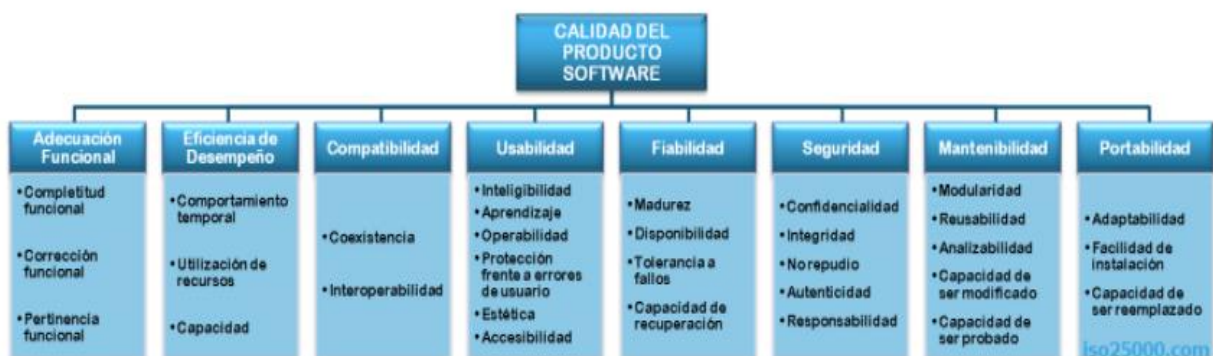 CALIDAD DEL
PRODUCTO
SOFTWARE
Adecuación
Funcional
•Completitud
funcional
•Corrección
funcional
•Pertinencia
funcional
Eficiencia de
Desempeño
•Comportamiento
temporal
•Utilización de
recursos
•Capacidad
Compatibilidad
•Coexistencia
•Interoperabilidad
Usabilidad
•Inteligibilidad
•Aprendizaje
•Operabilidad
•Protección
frente a errores
de usuario
•Estética
•Accesibilidad
Fiabilidad
•Madurez
•Disponibilidad
•Tolerancia a
fallos
•Capacidad de
recuperación
Seguridad
•Confidencialidad
•Integridad
•No repudio
•Autenticidad
•Responsabilidad
Mantenibilidad
•Modularidad
•Reusabilidad
•Analizabilidad
•Capacidad de
ser modificado
•Capacidad de
ser probado
Portabilidad
•Adaptabilidad
•Facilidad de
instalación
•Capacidad de
ser reemplazado
iso25000.com